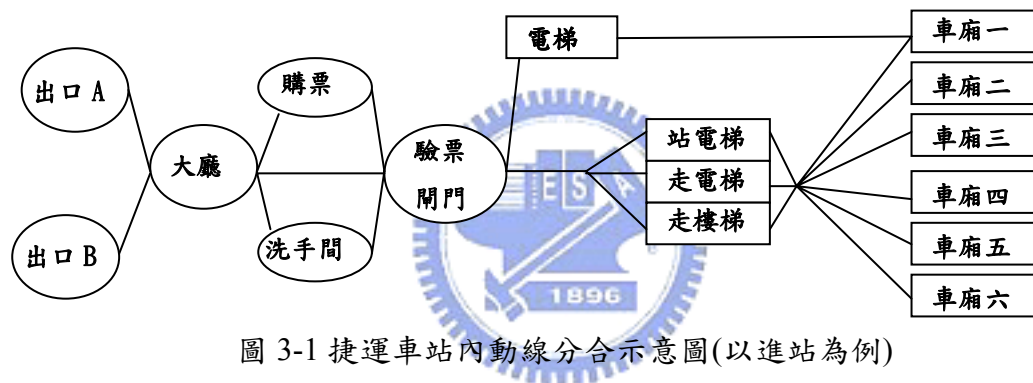 出口 A
出口 B
大廳
購票
洗手間
驗票
閘門
電梯
站電梯
走電梯
走樓梯
車廂一
車廂二
車廂三
車廂四
車廂五
車廂六
E S A
1896
圖 3-1 捷運車站內動線分合示意圖(以進站為例)